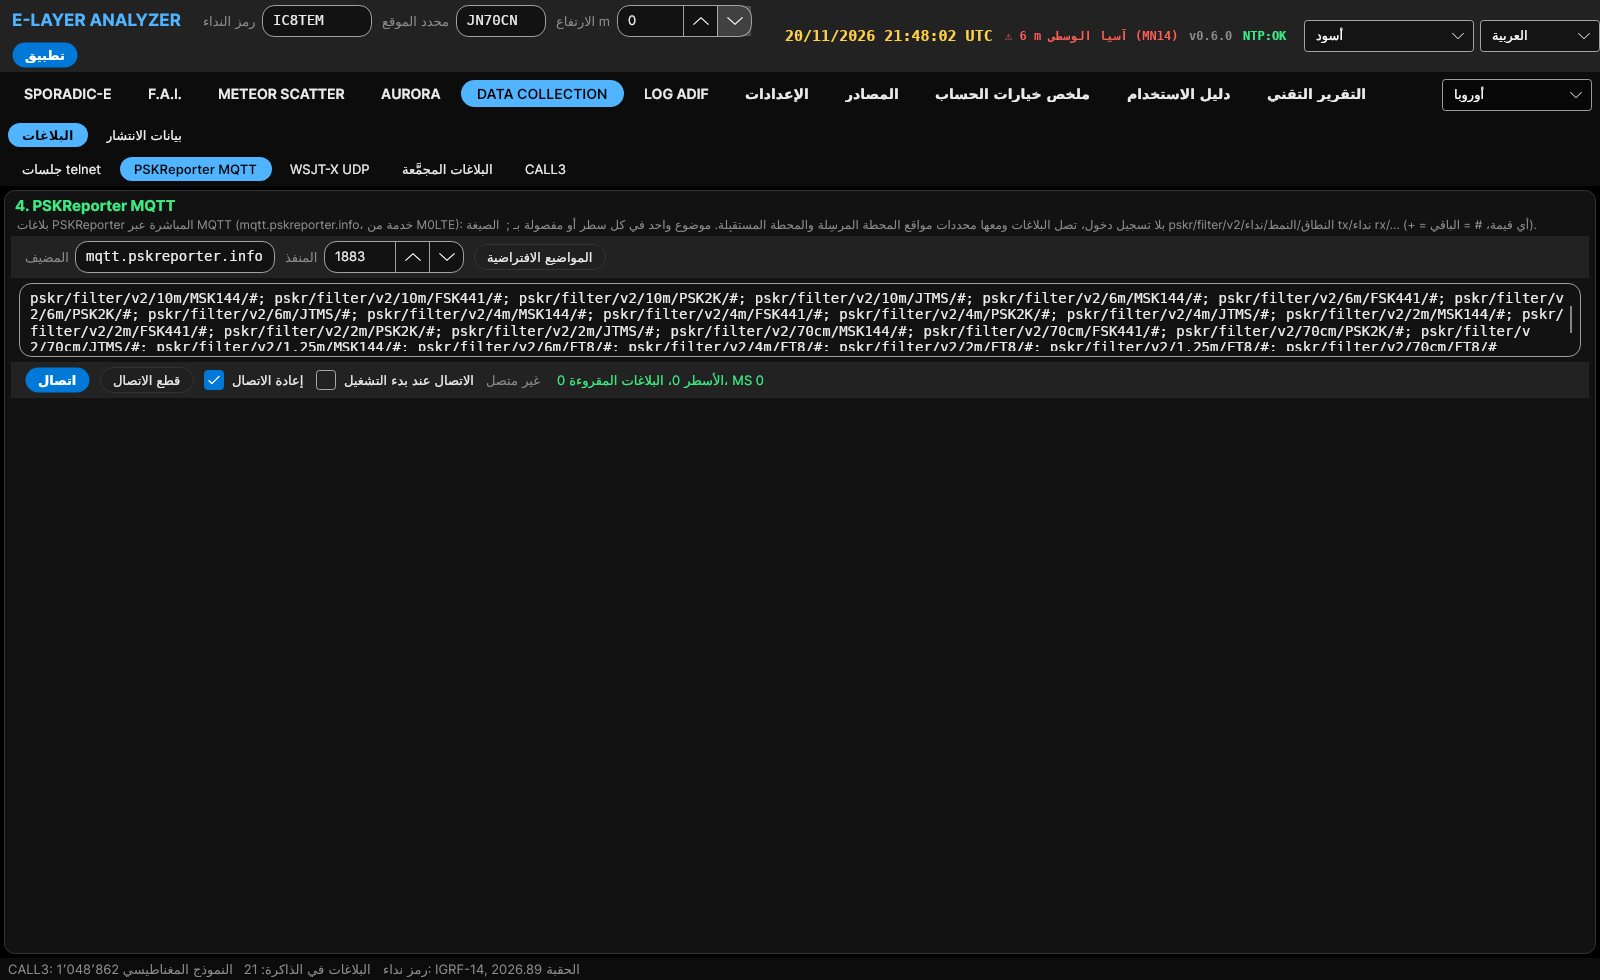 E-LAYER ANALYZER رمز النداء IC8TEM محدد الموقع JN70CN الارتفاع m 0
20/11/2026 21:48:02 UTC ⚠ 6 m آسيا الوسطى (MN14) v0.6.0 NTP:OK أسود العربية
تطبيق
SPORADIC-E F.A.I. METEOR SCATTER AURORA DATA COLLECTION LOG ADIF الإعدادات المصادر ملخص خيارات الحساب دليل الاستخدام التقرير التقني أوروبا
البلاغات بيانات الانتشار
جلسات telnet PSKReporter MQTT WSJT-X UDP البلاغات المجمَّعة CALL3
4. PSKReporter MQTT
بلاغات PSKReporter المباشرة عبر MQTT (mqtt.pskreporter.info، خدمة من M0LTE): بلا تسجيل دخول، تصل البلاغات ومعها محددات مواقع المحطة المرسِلة والمحطة المستقبِلة. موضوع واحد في كل سطر أو مفصولة بـ ; الصيغة pskr/filter/v2/النطاق/النمط/نداء tx/نداء rx/... (+ = أي قيمة، # = الباقي).
المضيف mqtt.pskreporter.info المنفذ 1883 المواضيع الافتراضية
pskr/filter/v2/10m/MSK144/#; pskr/filter/v2/10m/FSK441/#; pskr/filter/v2/10m/PSK2K/#; pskr/filter/v2/10m/JTMS/#; pskr/filter/v2/6m/MSK144/#; pskr/filter/v2/6m/FSK441/#; pskr/filter/v
2/6m/PSK2K/#; pskr/filter/v2/6m/JTMS/#; pskr/filter/v2/4m/MSK144/#; pskr/filter/v2/4m/FSK441/#; pskr/filter/v2/4m/PSK2K/#; pskr/filter/v2/4m/JTMS/#; pskr/filter/v2/2m/MSK144/#; pskr/
filter/v2/2m/FSK441/#; pskr/filter/v2/2m/PSK2K/#; pskr/filter/v2/2m/JTMS/#; pskr/filter/v2/70cm/MSK144/#; pskr/filter/v2/70cm/FSK441/#; pskr/filter/v2/70cm/PSK2K/#; pskr/filter/v
2/70cm/JTMS/#; pskr/filter/v2/1.25m/MSK144/#; pskr/filter/v2/6m/FT8/#; pskr/filter/v2/4m/FT8/#; pskr/filter/v2/2m/FT8/#; pskr/filter/v2/1.25m/FT8/#; pskr/filter/v2/70cm/FT8/#
اتصال قطع الاتصال إعادة الاتصال الاتصال عند بدء التشغيل غير متصل الأسطر 0، البلاغات المقروءة 0، MS 0
CALL3: 1’048’862 رمز نداء البلاغات في الذاكرة: 21 النموذج المغناطيسي: IGRF-14, الحقبة 2026.89